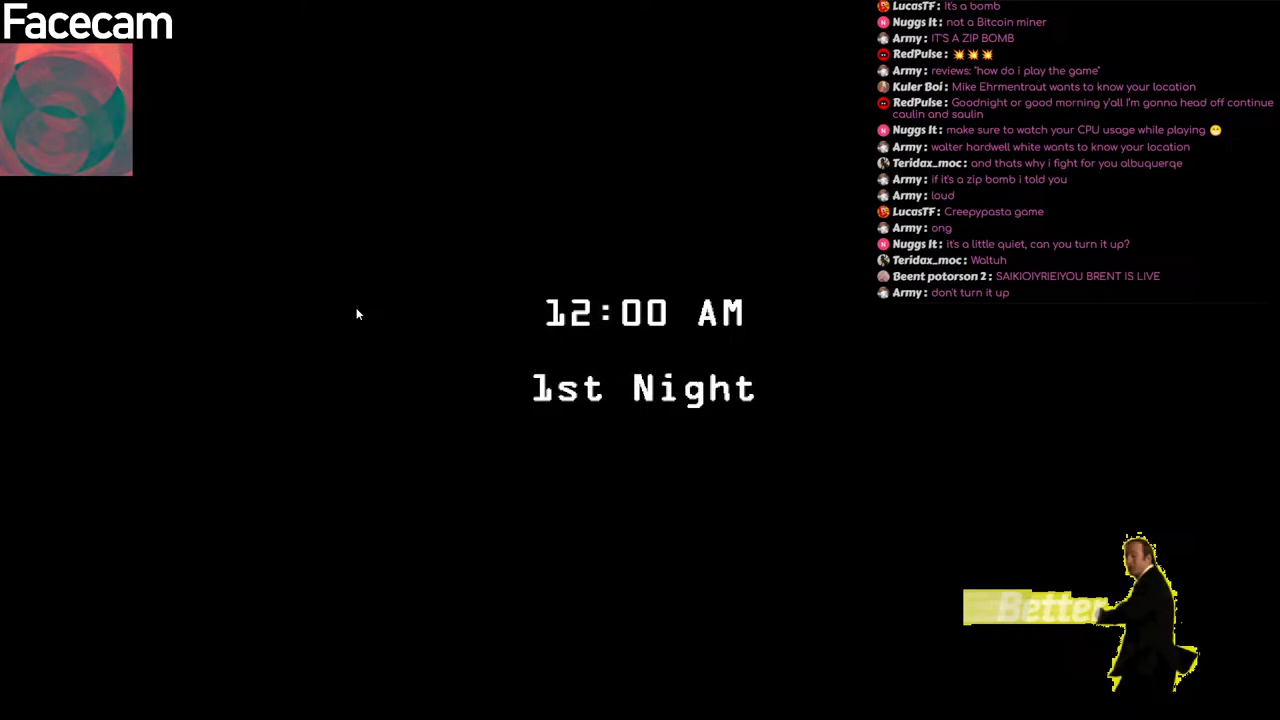 Facecam
LucasTF: It's a bomb
Nuggs It: not a Bitcoin miner
Army: IT'S A ZIP BOMB
RedPulse: 💥💥💥
Army: reviews: "how do i play the game"
Kuler Boi: Mike Ehrmentraut wants to know your location
RedPulse: Goodnight or good morning y'all I'm gonna head off continue
caulin and saulin
Nuggs It: make sure to watch your CPU usage while playing 😁
Army: walter hardwell white wants to know your location
Teridax_moc: and thats why i fight for you albuquerqe
Army: if it's a zip bomb i told you
Army: loud
LucasTF: Creepypasta game
Army: ong
Nuggs It: it's a little quiet, can you turn it up?
Teridax_moc: Waltuh
Beent potorson 2: SAIKIOIYRIEIYOU BRENT IS LIVE
Army: don't turn it up
12:00 AM
1st Night
Better